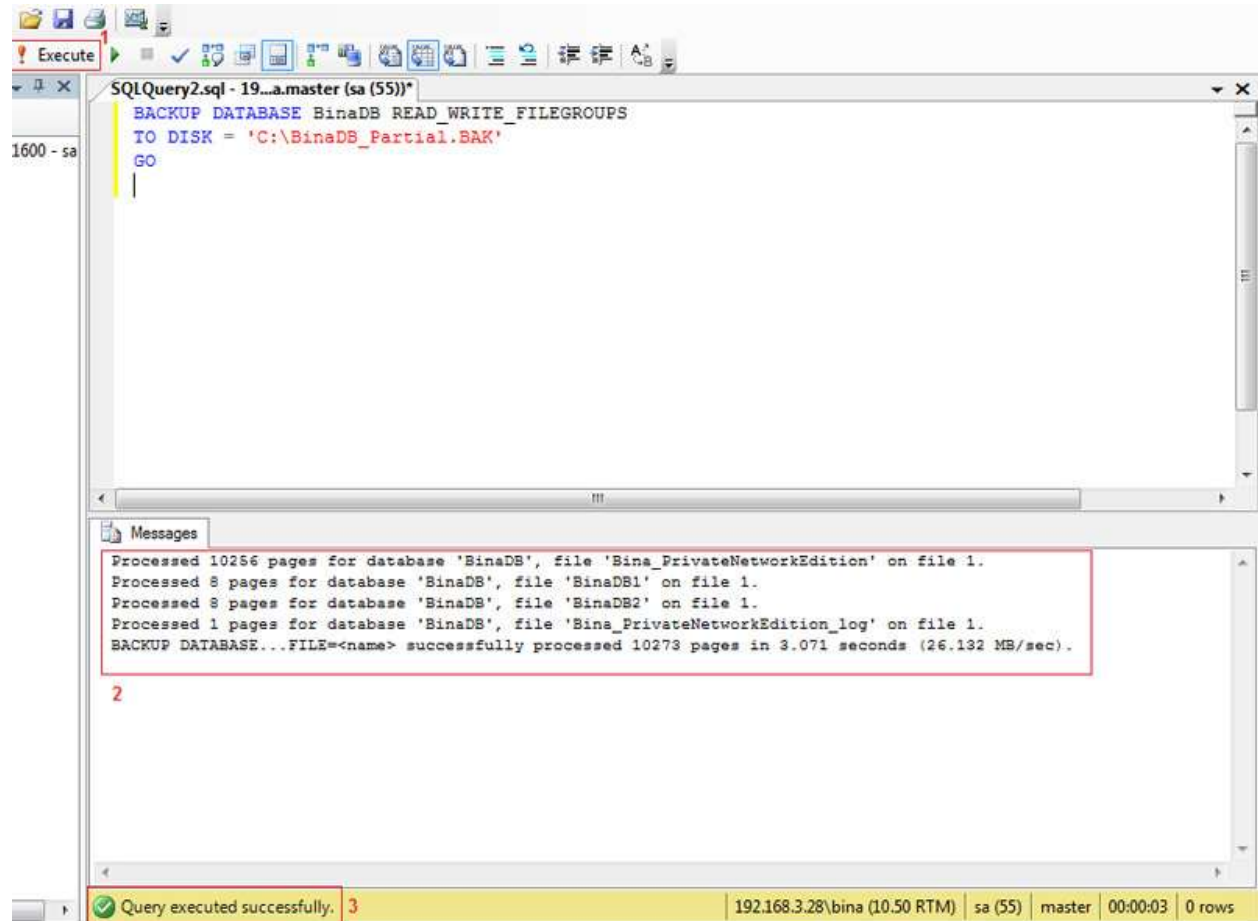 1
Execute
SQLQuery2.sql - 19...a.master (sa (55))*
1600 - sa
BACKUP DATABASE BinaDB READ_WRITE_FILEGROUPS
TO DISK = 'C:\BinaDB_Partial.BAK'
GO
Messages
Processed 10256 pages for database 'BinaDB', file 'Bina_PrivateNetworkEdition' on file 1.
Processed 8 pages for database 'BinaDB', file 'BinaDB1' on file 1.
Processed 8 pages for database 'BinaDB', file 'BinaDB2' on file 1.
Processed 1 pages for database 'BinaDB', file 'Bina_PrivateNetworkEdition_log' on file 1.
BACKUP DATABASE...FILE=<name> successfully processed 10273 pages in 3.071 seconds (26.132 MB/sec).
2
Query executed successfully. 3 192.168.3.28\bina (10.50 RTM) sa (55) master 00:00:03 0 rows